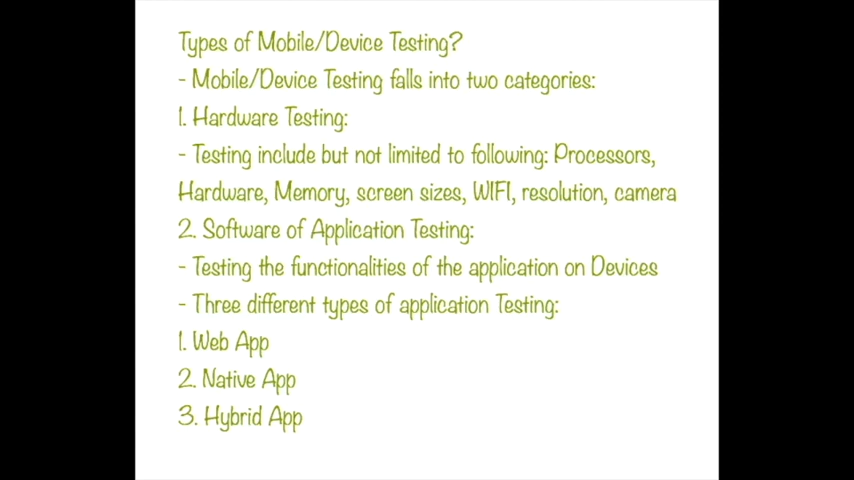 Types of Mobile/Device Testing?
- Mobile/Device Testing falls into two categories:
1. Hardware Testing:
- Testing include but not limited to following: Processors,
Hardware, Memory, screen sizes, WIFI, resolution, camera
2. Software of Application Testing:
- Testing the functionalities of the application on Devices
- Three different types of application Testing:
1. Web App
2. Native App
3. Hybrid App